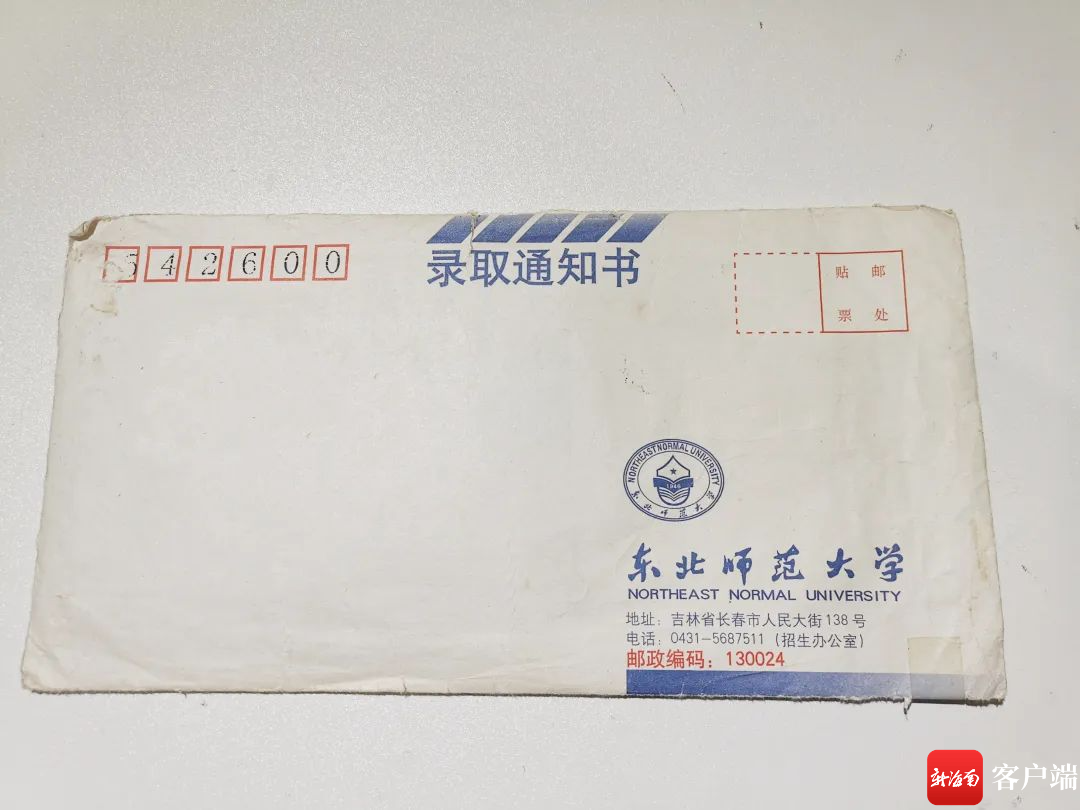 542600
录取通知书
贴 邮
票 处
NORTHEAST NORMAL UNIVERSITY
1946
东北师范大学
东北师范大学
NORTHEAST NORMAL UNIVERSITY
地址：吉林省长春市人民大街138号
电话：0431-5687511（招生办公室）
邮政编码：130024
新海南 客户端